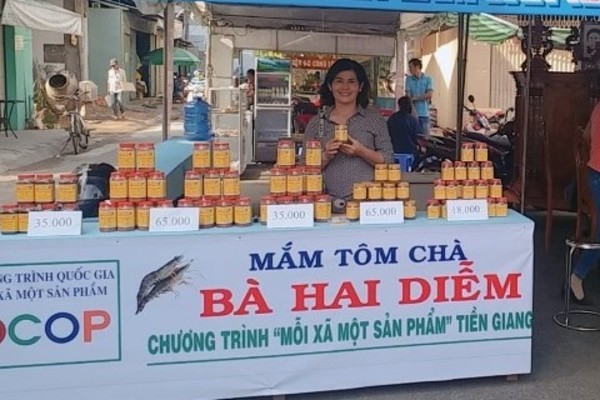 35.000
65.000
35.000
65.000
18.000
NG TRÌNH QUỐC GIA
XÃ MỘT SẢN PHẨM
OCOP
MẮM TÔM CHÀ
BÀ HAI DIỄM
CHƯƠNG TRÌNH "MỖI XÃ MỘT SẢN PHẨM" TIỀN GIANG